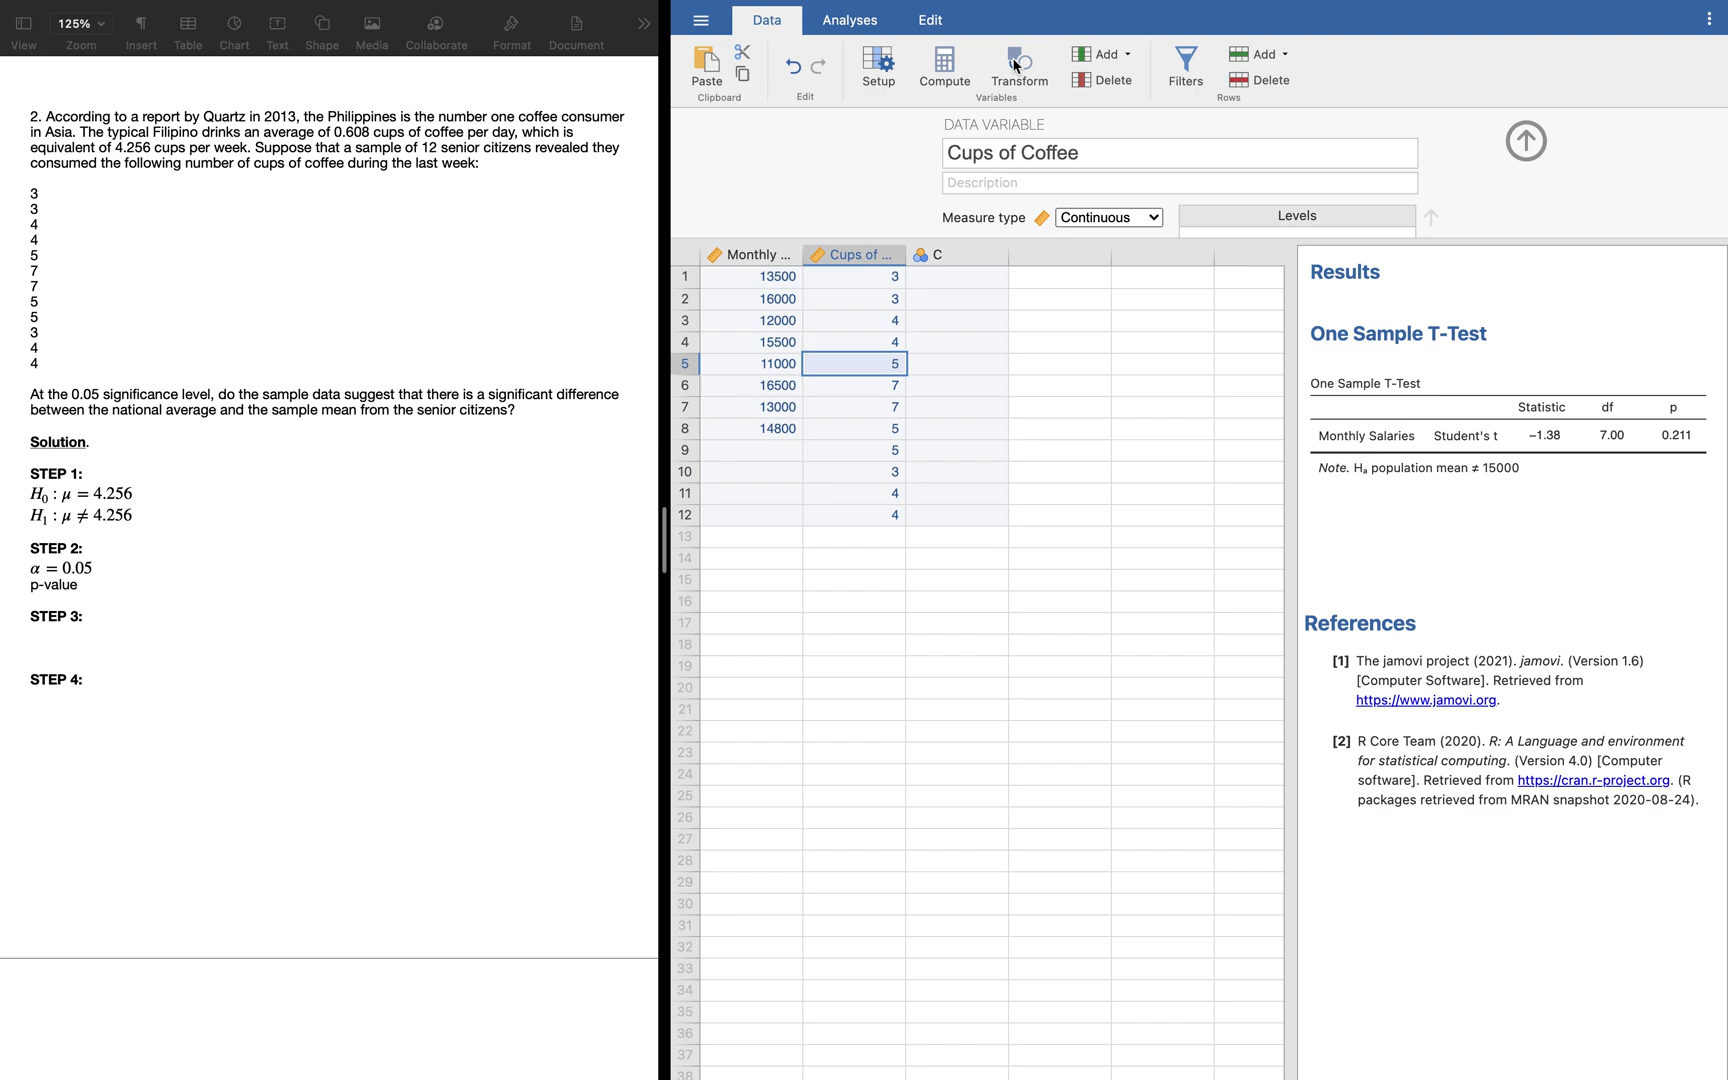 125%
View
Zoom
Insert
Table
Chart
Text
Shape
Media
Collaborate
Format
Document
2. According to a report by Quartz in 2013, the Philippines is the number one coffee consumer
in Asia. The typical Filipino drinks an average of 0.608 cups of coffee per day, which is
equivalent of 4.256 cups per week. Suppose that a sample of 12 senior citizens revealed they
consumed the following number of cups of coffee during the last week:
3
3
4
4
5
7
7
5
5
3
4
4
At the 0.05 significance level, do the sample data suggest that there is a significant difference
between the national average and the sample mean from the senior citizens?
Solution.
STEP 1:
H₀ : μ = 4.256
H₁ : μ ≠ 4.256
STEP 2:
α = 0.05
p-value
STEP 3:
STEP 4:
Data
Analyses
Edit
Paste
Clipboard
Edit
Setup
Compute
Transform
Add
Delete
Variables
Filters
Add
Delete
Rows
DATA VARIABLE
Cups of Coffee
Description
Measure type
Continuous
Levels
Monthly ... Cups of ... C
1 13500 3
2 16000 3
3 12000 4
4 15500 4
5 11000 5
6 16500 7
7 13000 7
8 14800 5
9 5
10 3
11 4
12 4
13
14
15
16
17
18
19
20
21
22
23
24
25
26
27
28
29
30
31
32
33
34
35
36
37
38
Results
One Sample T-Test
One Sample T-Test
Statistic df p
Monthly Salaries Student's t −1.38 7.00 0.211
Note. Hₐ population mean ≠ 15000
References
[1] The jamovi project (2021). jamovi. (Version 1.6)
[Computer Software]. Retrieved from
https://www.jamovi.org.
[2] R Core Team (2020). R: A Language and environment
for statistical computing. (Version 4.0) [Computer
software]. Retrieved from https://cran.r-project.org. (R
packages retrieved from MRAN snapshot 2020-08-24).